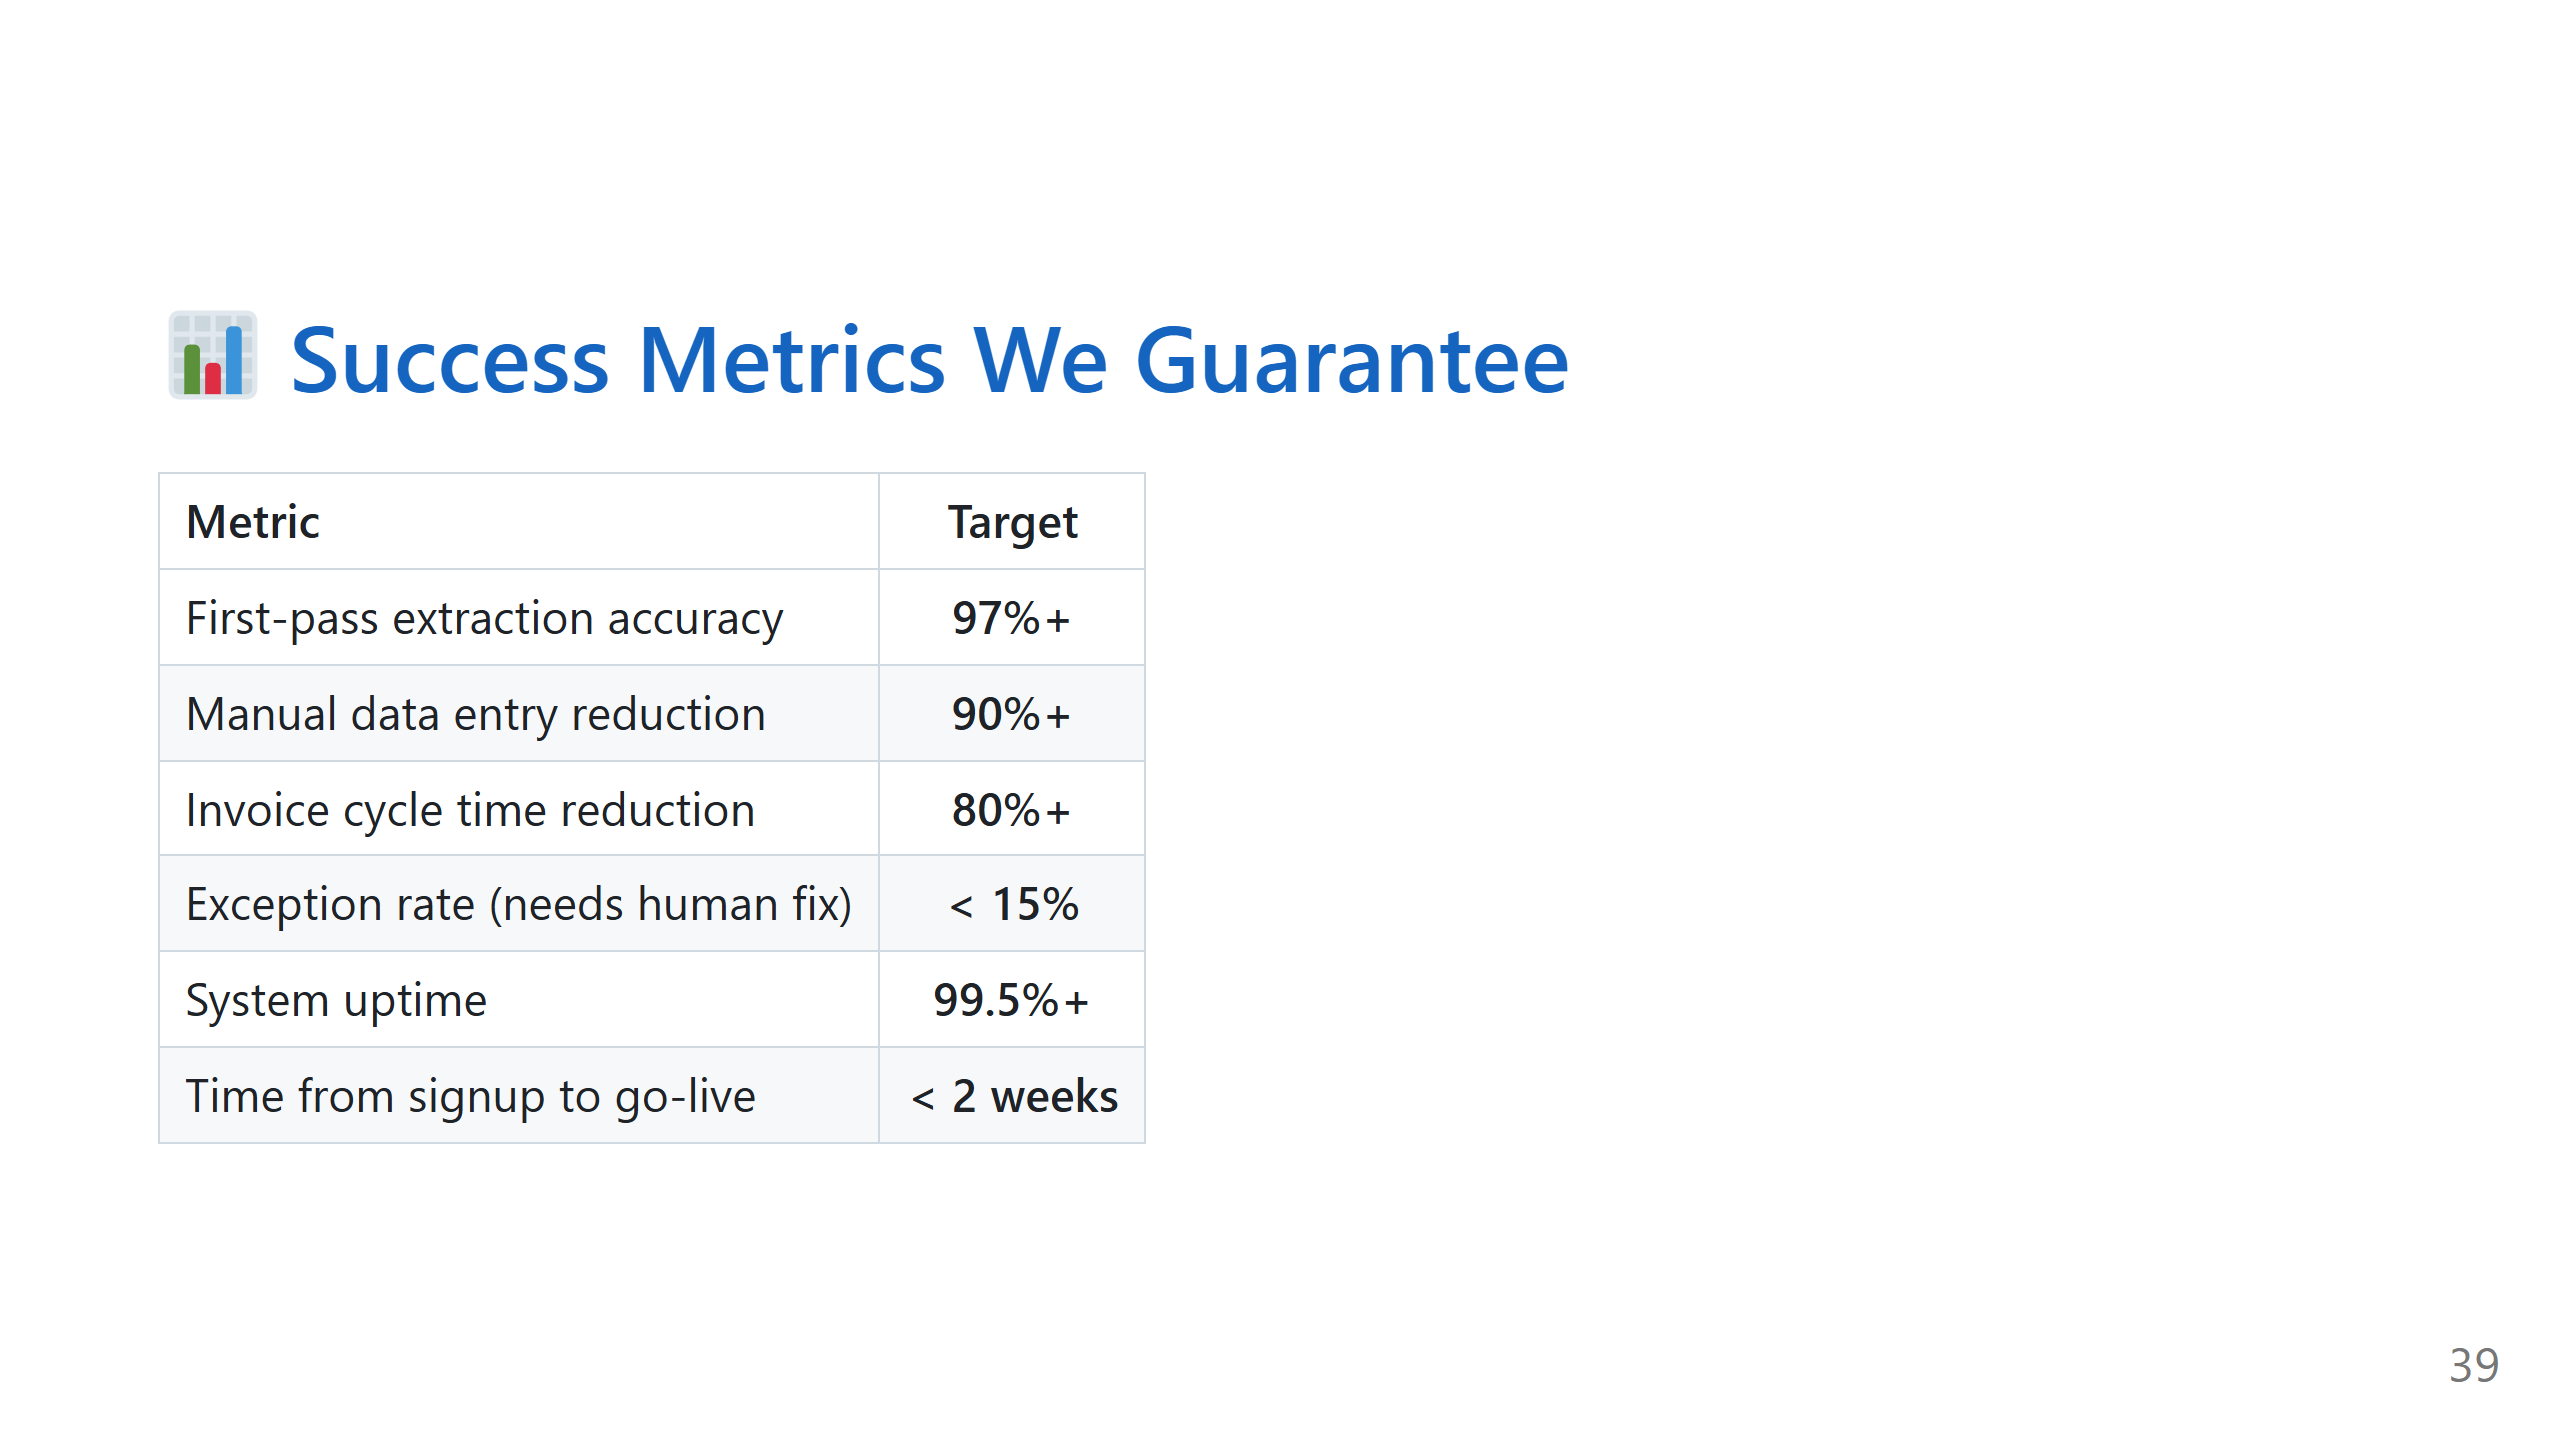 📊 Success Metrics We Guarantee
Metric Target
First-pass extraction accuracy 97%+
Manual data entry reduction 90%+
Invoice cycle time reduction 80%+
Exception rate (needs human fix) < 15%
System uptime 99.5%+
Time from signup to go-live < 2 weeks
39